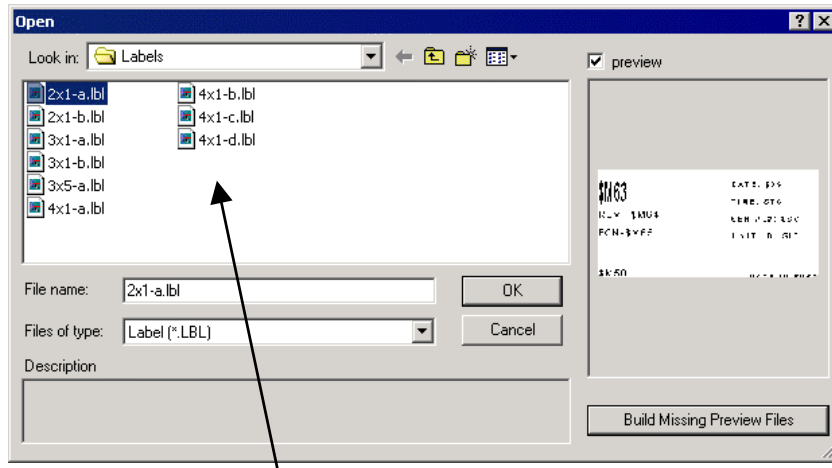 Open
Look in: Labels
preview
2x1-a.lbl
2x1-b.lbl
3x1-a.lbl
3x1-b.lbl
3x5-a.lbl
4x1-a.lbl
4x1-b.lbl
4x1-c.lbl
4x1-d.lbl
$M63
File name: 2x1-a.lbl
OK
Files of type: Label (*.LBL)
Cancel
Description
Build Missing Preview Files